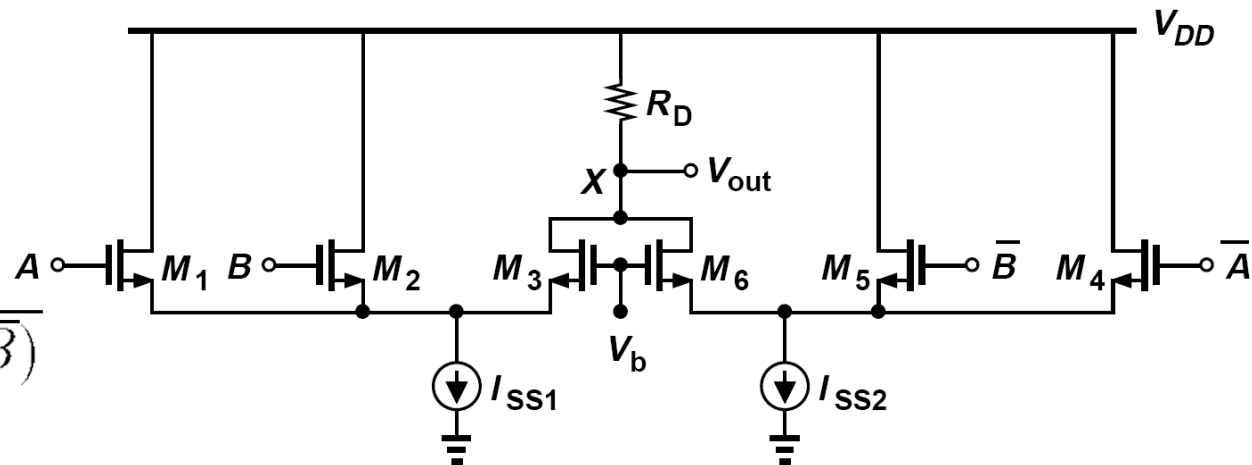 V_DD
R_D
X
V_out
A
M_1
B
M_2
M_3
M_6
M_5
B̅
M_4
A̅
V_b
B̅)
I_SS1
I_SS2